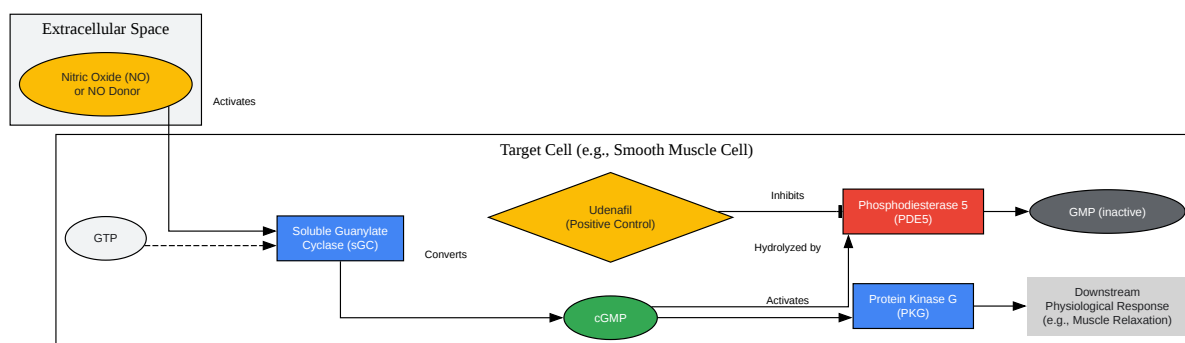 Extracellular Space
Nitric Oxide (NO)
or NO Donor
Activates
Target Cell (e.g., Smooth Muscle Cell)
Udenafil
(Positive Control)
Inhibits
Phosphodiesterase 5
(PDE5)
GMP (inactive)
GTP
Soluble Guanylate
Cyclase (sGC)
Converts
Hydrolyzed by
cGMP
Activates
Protein Kinase G
(PKG)
Downstream
Physiological Response
(e.g., Muscle Relaxation)